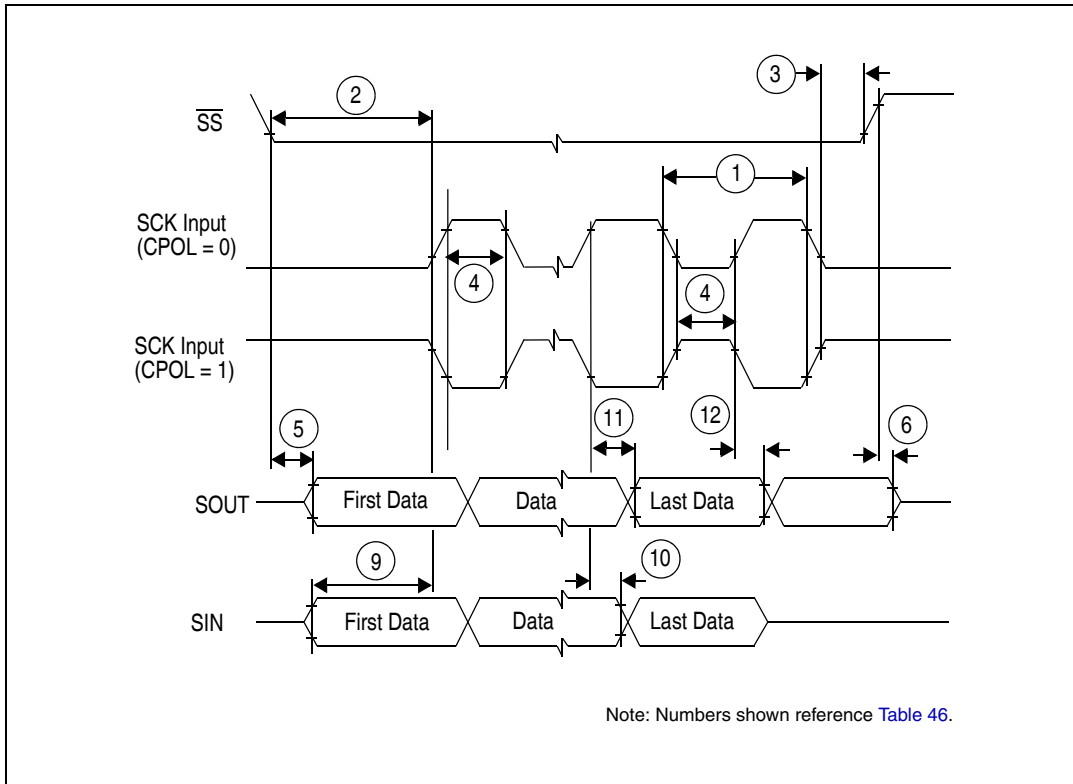 3
2
SS
1
SCK Input
(CPOL = 0)
4
4
SCK Input
(CPOL = 1)
11
12
5
6
First Data
Data
Last Data
SOUT
9
10
SIN
First Data
Data
Last Data
Note: Numbers shown reference Table 46.